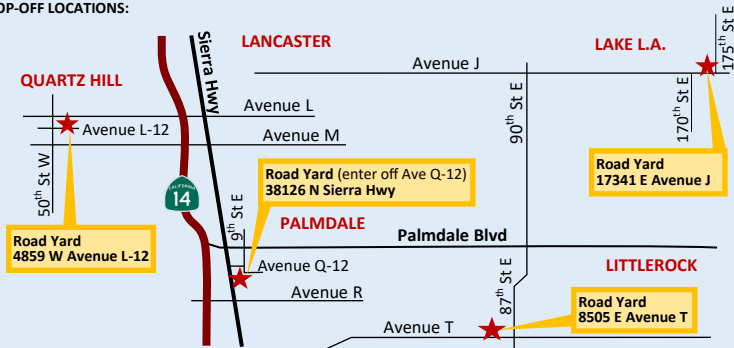 OP-OFF LOCATIONS:
LANCASTER
LAKE L.A.
175th St E
Sierra Hwy
Avenue J
QUARTZ HILL
90th St E
170th St E
Avenue L
Avenue L-12
Avenue M
50th St W
CALIFORNIA
14
Road Yard (enter off Ave Q-12)
38126 N Sierra Hwy
Road Yard
17341 E Avenue J
9th St E
PALMDALE
Road Yard
4859 W Avenue L-12
Palmdale Blvd
Avenue Q-12
LITTLEROCK
87th St E
Avenue R
Road Yard
8505 E Avenue T
Avenue T